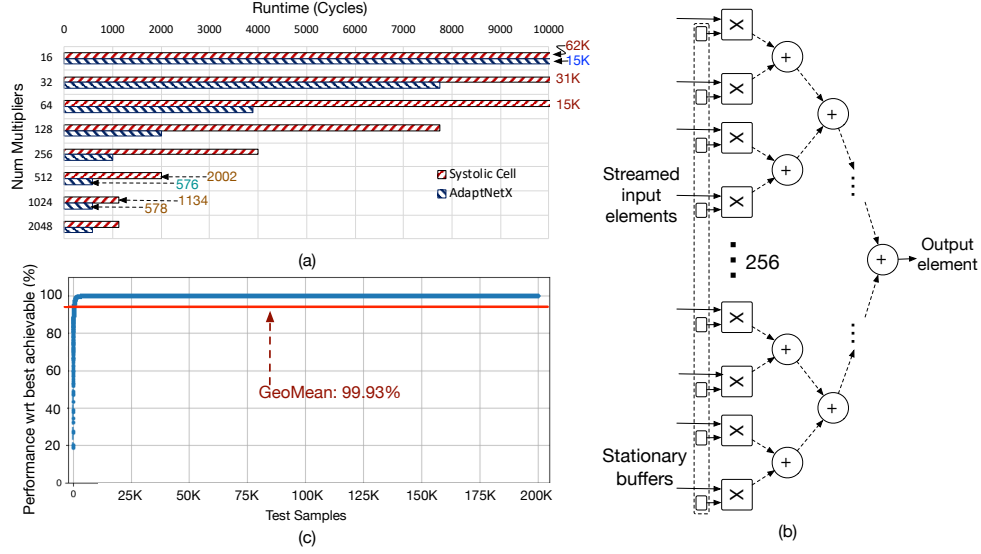 Runtime (Cycles)
0 1000 2000 3000 4000 5000 6000 7000 8000 9000 10000
Num Multipliers
16
62K
15K
32
31K
64
15K
128
256
512
2002
576
1024
1134
578
2048
Systolic Cell
AdaptNetX
(a)
Performance wrt best achievable (%)
100
80
60
40
20
0
GeoMean: 99.93%
0 25K 50K 75K 100K 125K 150K 175K 200K
Test Samples
(c)
X
+
X
+
X
+
X
Streamed
input
elements
256
+
Output
element
X
+
X
+
X
+
X
Stationary
buffers
(b)